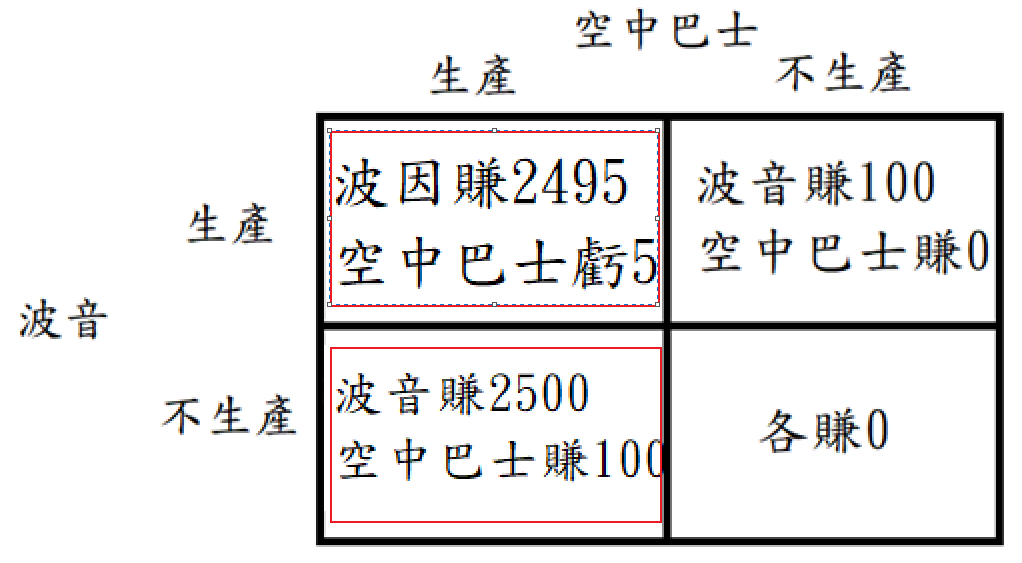 空中巴士
生產
不生產
波因賺2495
空中巴士虧5
波音賺100
空中巴士賺0
生產
波音
波音賺2500
空中巴士賺100
不生產
各賺0